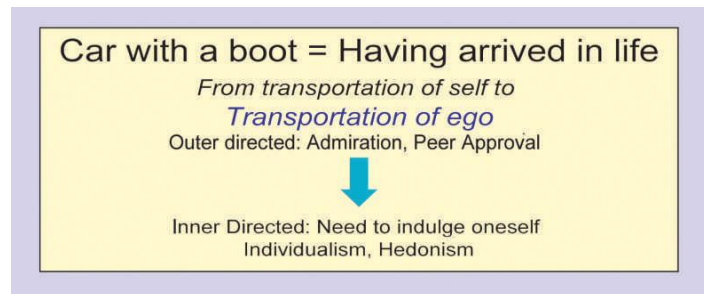 Car with a boot = Having arrived in life
From transportation of self to
Transportation of ego
Outer directed: Admiration, Peer Approval
Inner Directed: Need to indulge oneself
Individualism, Hedonism